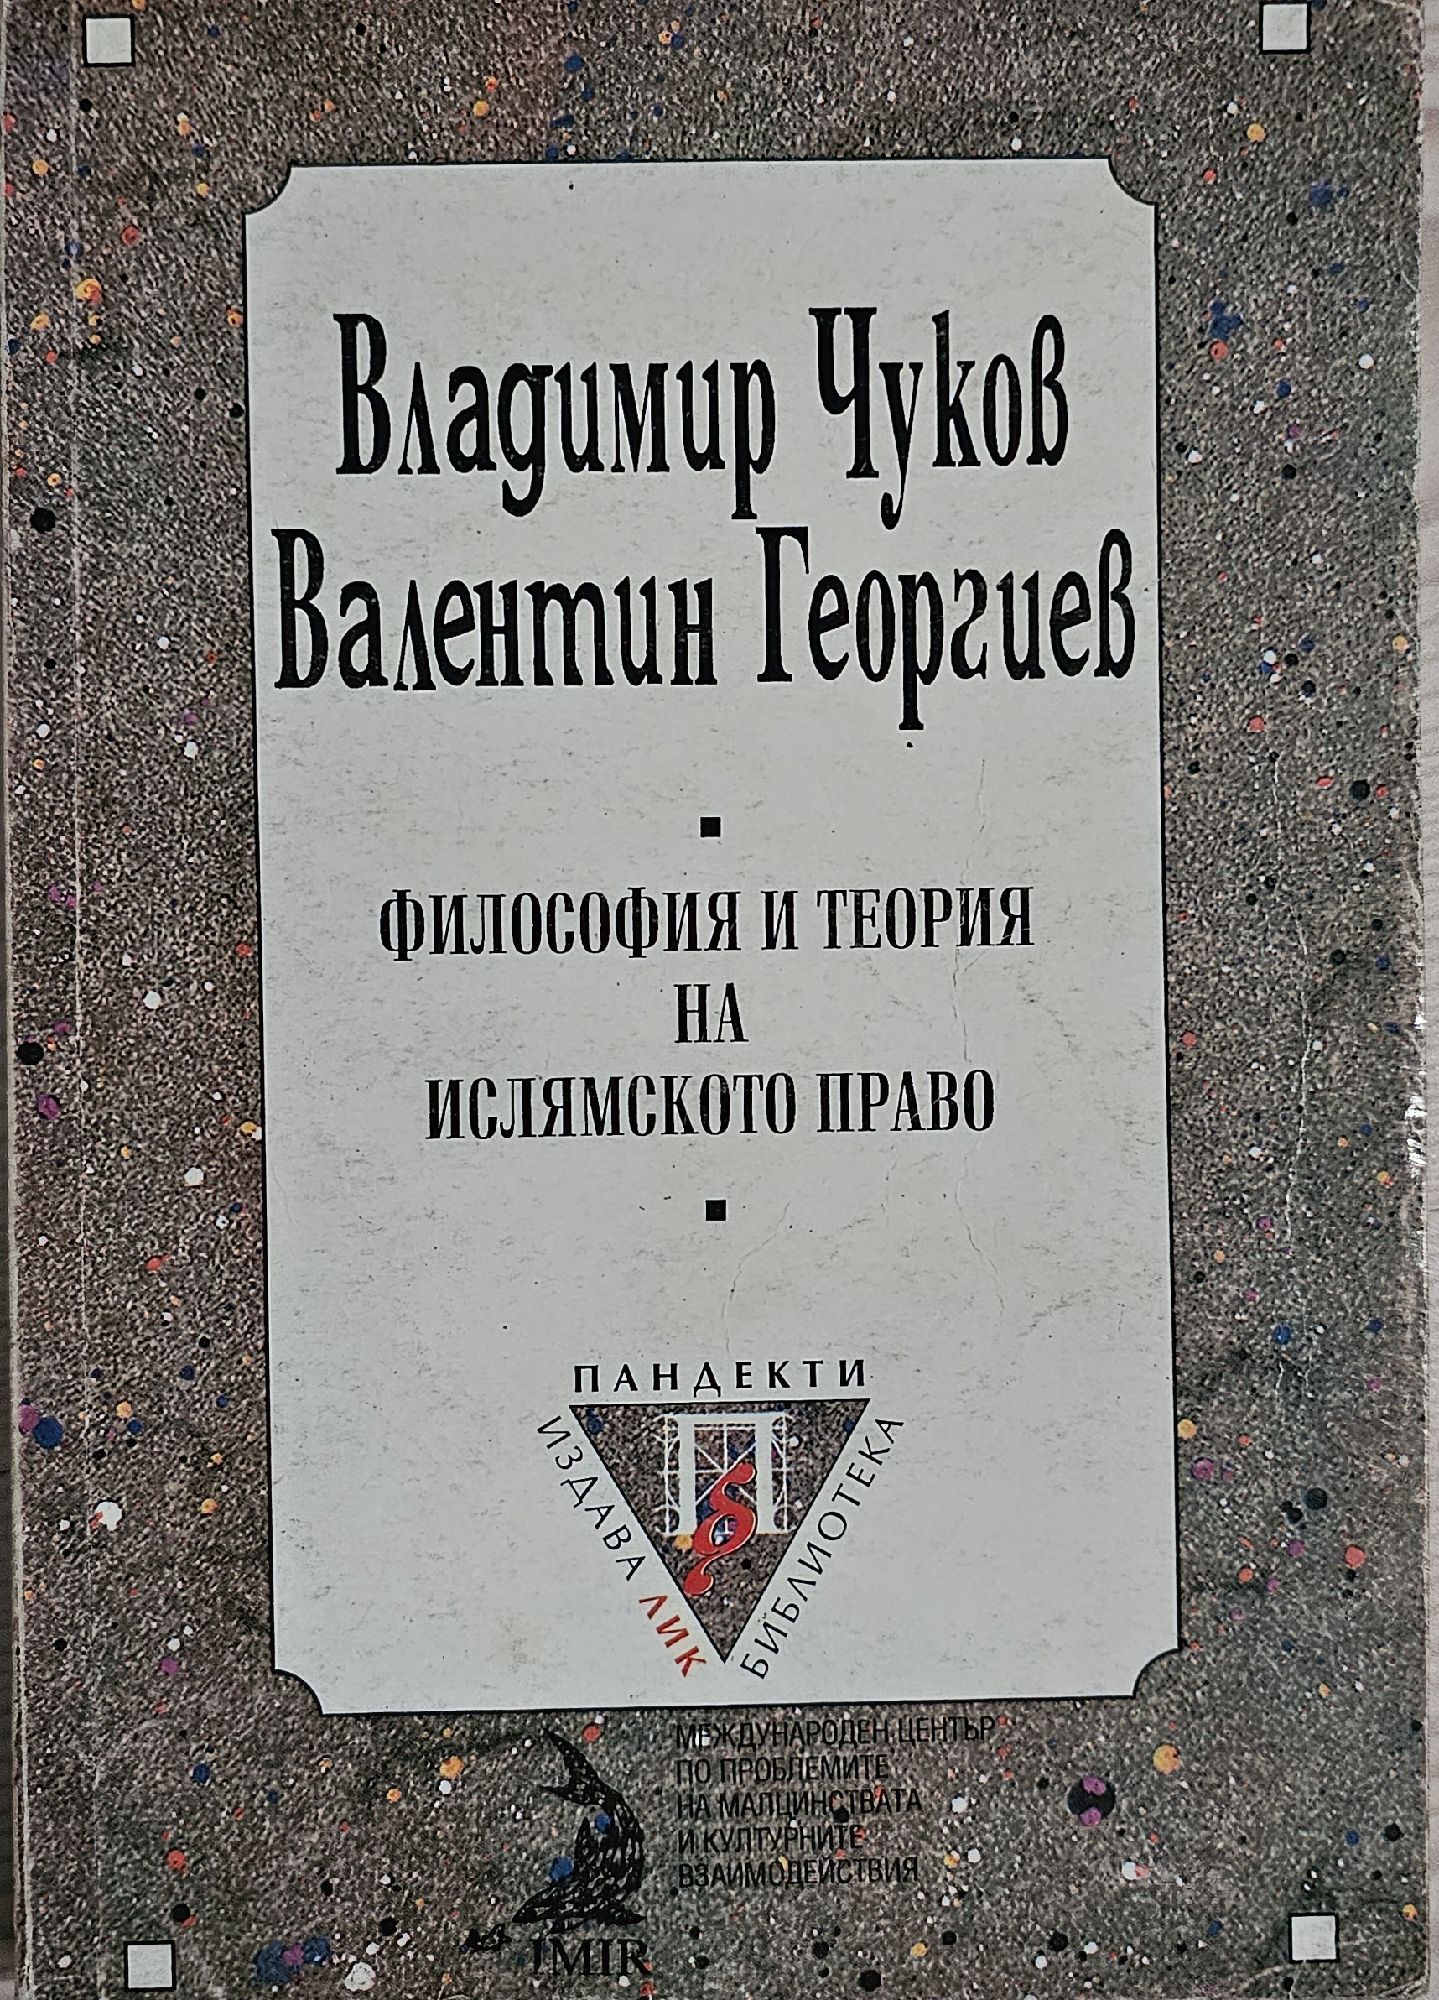 Владимир Чуков
Валентин Георгиев
ФИЛОСОФИЯ И ТЕОРИЯ
НА
ИСЛЯМСКОТО ПРАВО
ПАНДЕКТИ
ИЗДАВА ЛИК
БИБЛИОТЕКА
МЕЖДУНАРОДЕН ЦЕНТЪР
ПО ПРОБЛЕМИТЕ
НА МАЛЦИНСТВАТА
И КУЛТУРНИТЕ
ВЗАИМОДЕЙСТВИЯ
IMIR